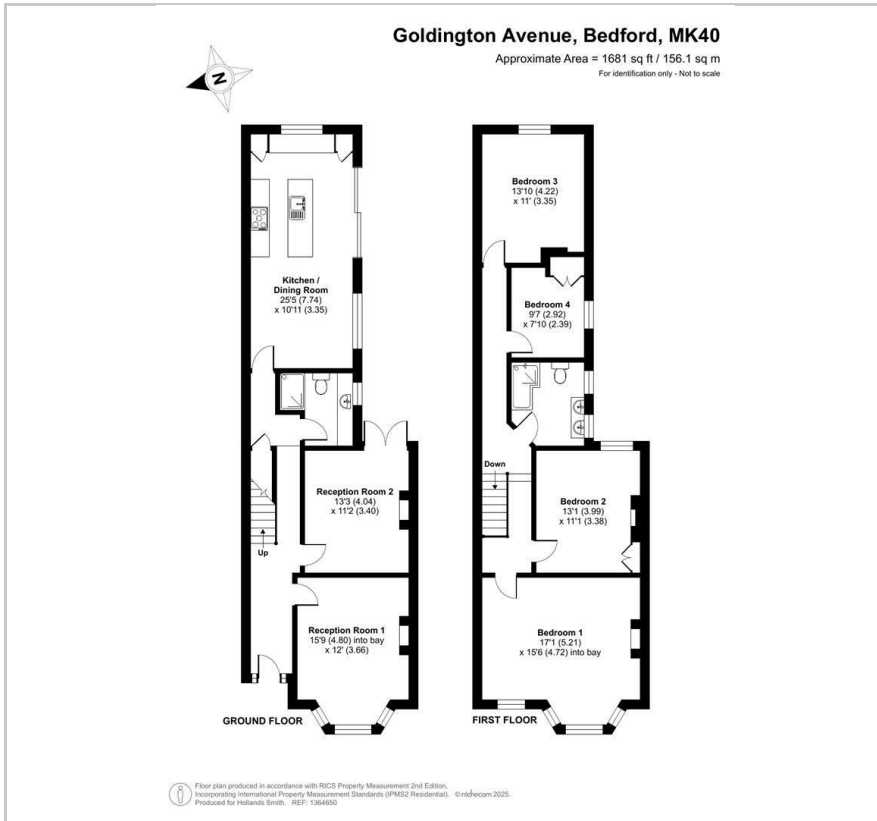 Goldington Avenue, Bedford, MK40
Approximate Area = 1681 sq ft / 156.1 sq m
For identification only - Not to scale
N
Kitchen /
Dining Room
25'5 (7.74)
x 10'11 (3.35)
Reception Room 2
13'3 (4.04)
x 11'2 (3.40)
Up
Reception Room 1
15'9 (4.80) into bay
x 12' (3.66)
GROUND FLOOR
Bedroom 3
13'10 (4.22)
x 11' (3.35)
Bedroom 4
9'7 (2.92)
x 7'10 (2.39)
Down
Bedroom 2
13'1 (3.99)
x 11'1 (3.38)
Bedroom 1
17'1 (5.21)
x 15'6 (4.72) into bay
FIRST FLOOR
Floor plan produced in accordance with RICS Property Measurement 2nd Edition,
Incorporating International Property Measurement Standards (IPMS2 Residential). © nichecom 2025.
Produced for Hollands Smith. REF: 1364650